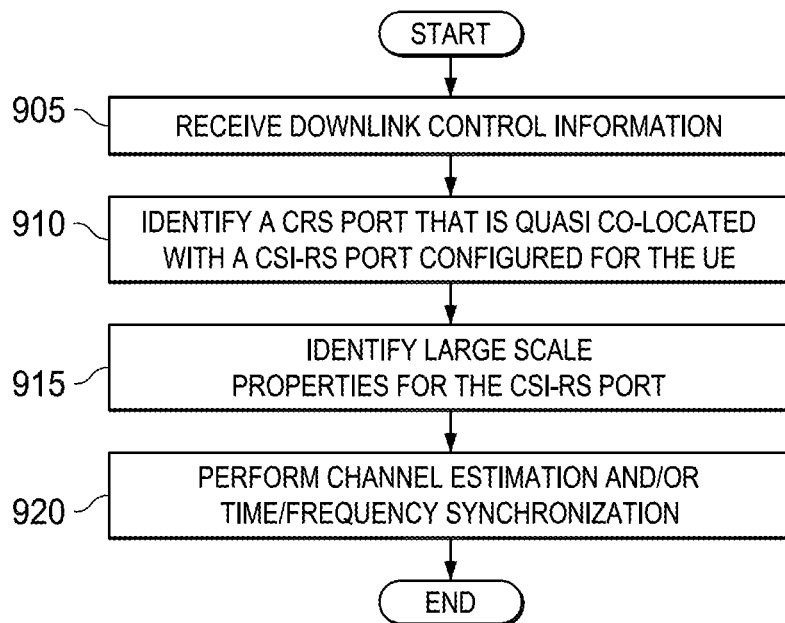 START
905
RECEIVE DOWNLINK CONTROL INFORMATION
910
IDENTIFY A CRS PORT THAT IS QUASI CO-LOCATED
WITH A CSI-RS PORT CONFIGURED FOR THE UE
915
IDENTIFY LARGE SCALE
PROPERTIES FOR THE CSI-RS PORT
920
PERFORM CHANNEL ESTIMATION AND/OR
TIME/FREQUENCY SYNCHRONIZATION
END